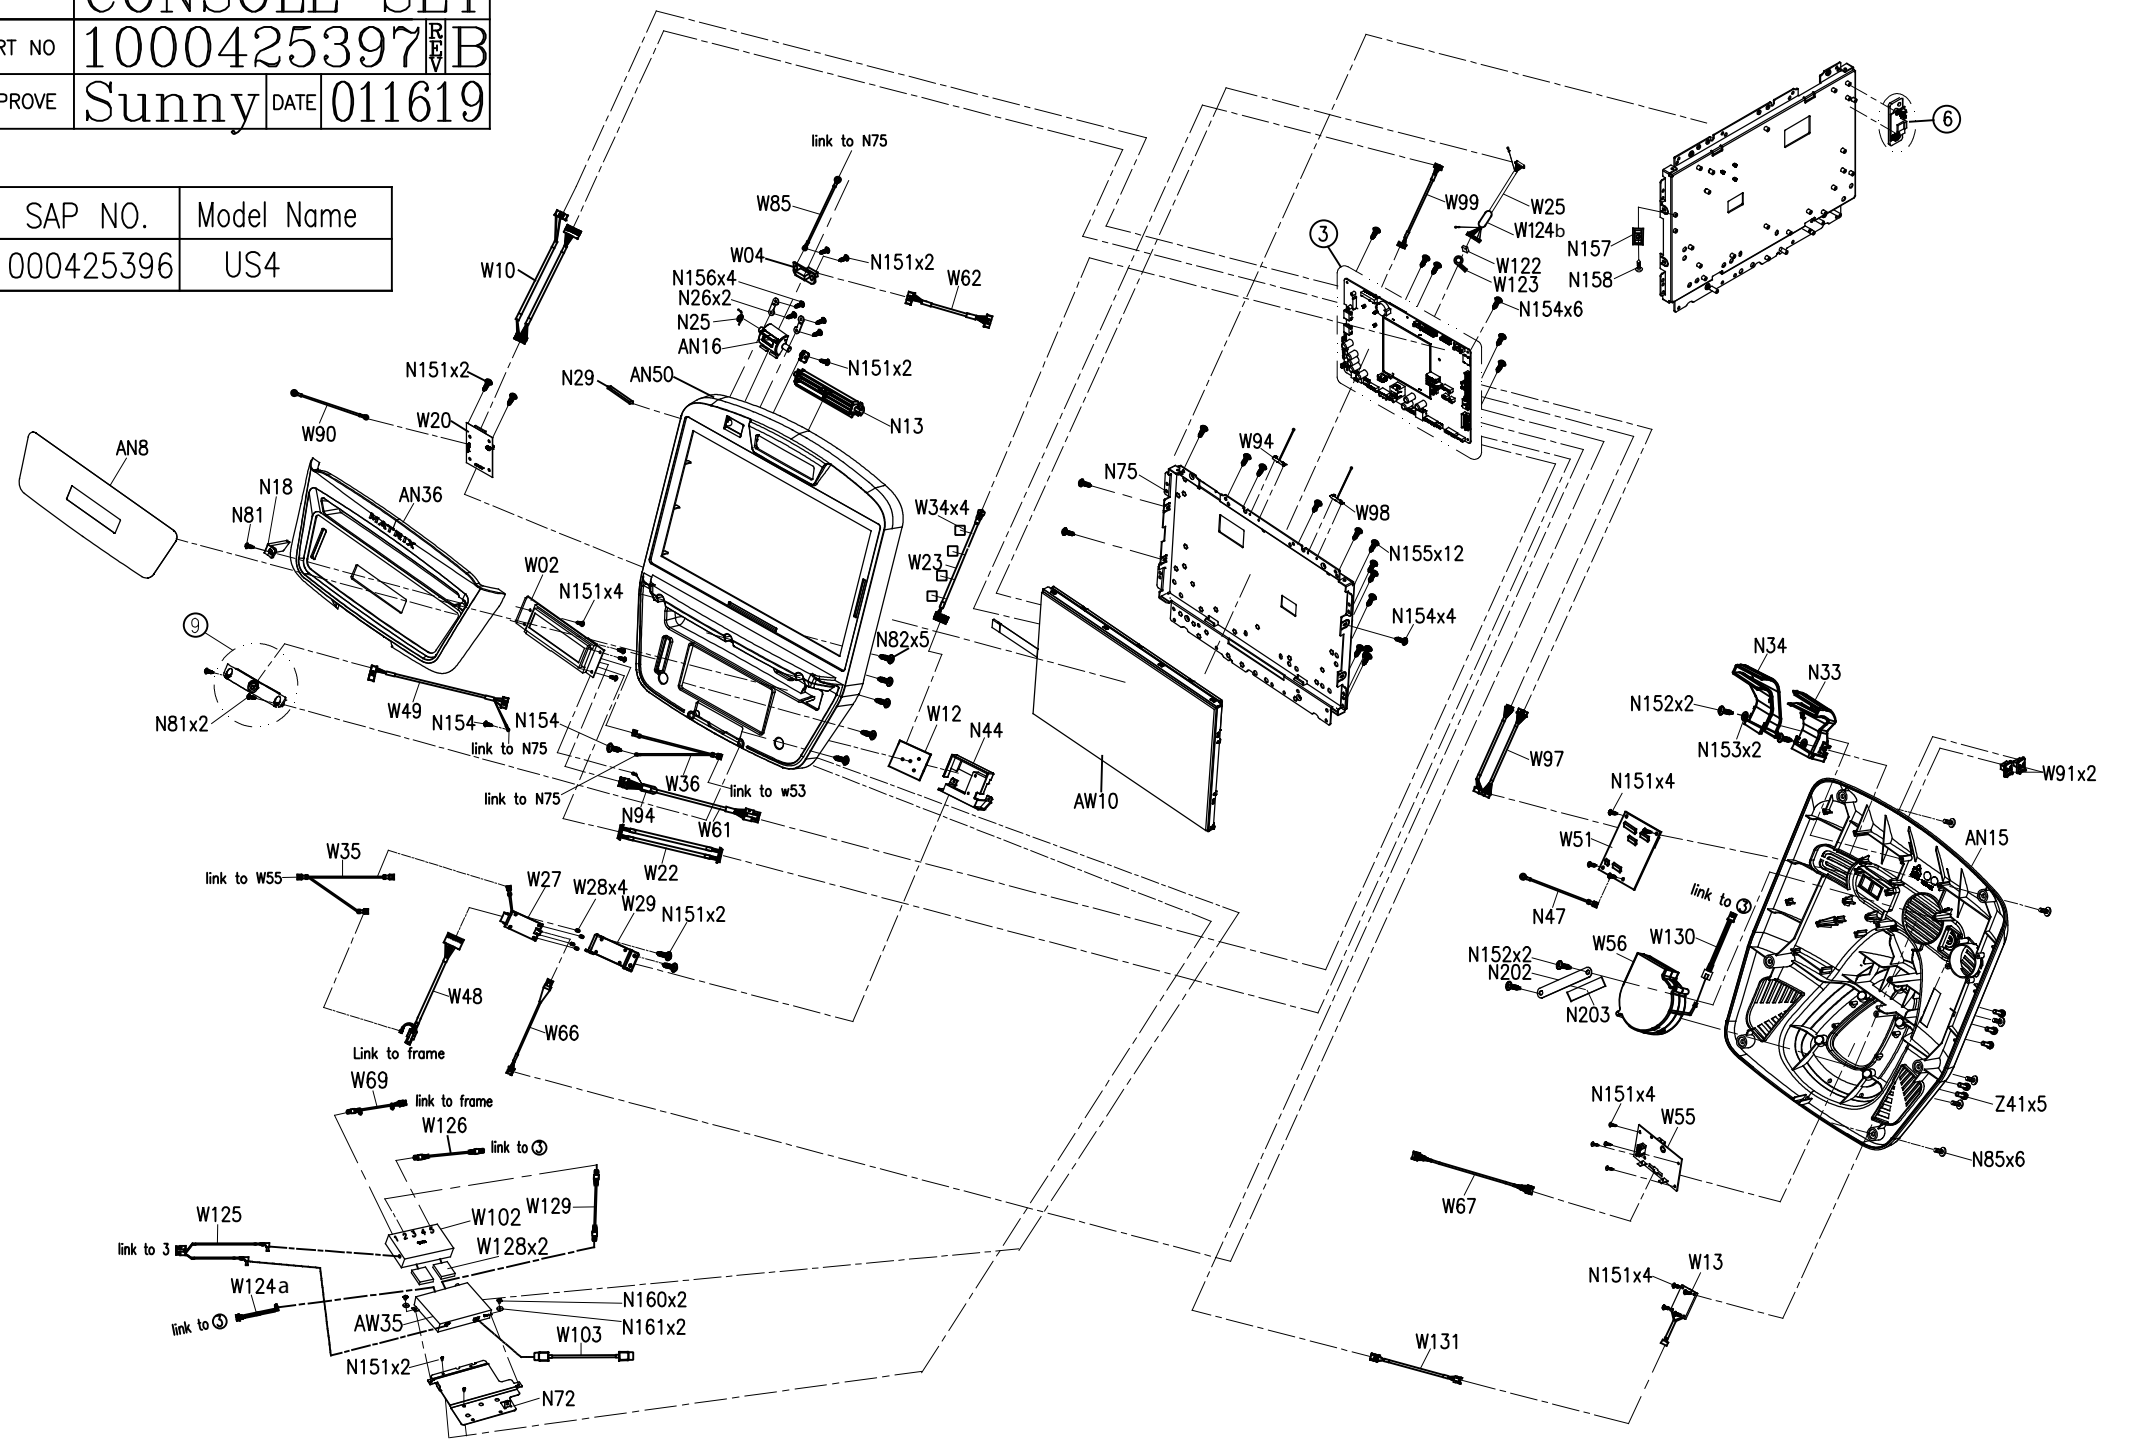 CONSOLE SET
RT NO 1000425397 REV B
PROVE Sunny DATE 011619
SAP NO. Model Name
000425396 US4
link to N75
W85
W04
N151x2
N156x4
N26x2
N25
AN16
W62
W10
N151x2
N151x2
AN50
N29
N13
W90
W20
AN8
N18
N81
AN36
MATRIX
W02
N151x4
9
N81x2
W49
N154
link to N75
N154
W36
link to N75
link to w53
N94
W61
W22
W34x4
W23
N82x5
W12
N44
AW10
W99
W25
W124b
W122
W123
3
N154x6
N157
N158
6
N75
W94
W98
N155x12
N154x4
N34
N33
N152x2
N153x2
W91x2
W97
N151x4
W51
AN15
N47
link to 3
W130
W56
N152x2
N202
N203
Z41x5
N85x6
N151x4
W55
W67
N151x4
W13
W131
W35
link to W55
W27
W28x4
W29
N151x2
W48
Link to frame
W66
W69
link to frame
W126
link to 3
W129
W125
link to 3
W102
1 2 3 4 5
W128x2
W124a
link to 3
AW35
N160x2
N161x2
W103
N151x2
N72